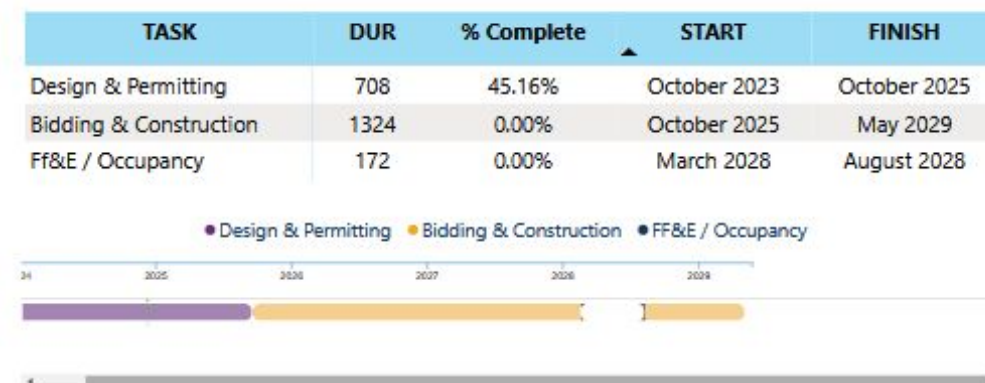 TASK DUR % Complete START FINISH
Design & Permitting 708 45.16% October 2023 October 2025
Bidding & Construction 1324 0.00% October 2025 May 2029
Ff&E / Occupancy 172 0.00% March 2028 August 2028
Design & Permitting Bidding & Construction FF&E / Occupancy
24 2025 2026 2027 2028 2029